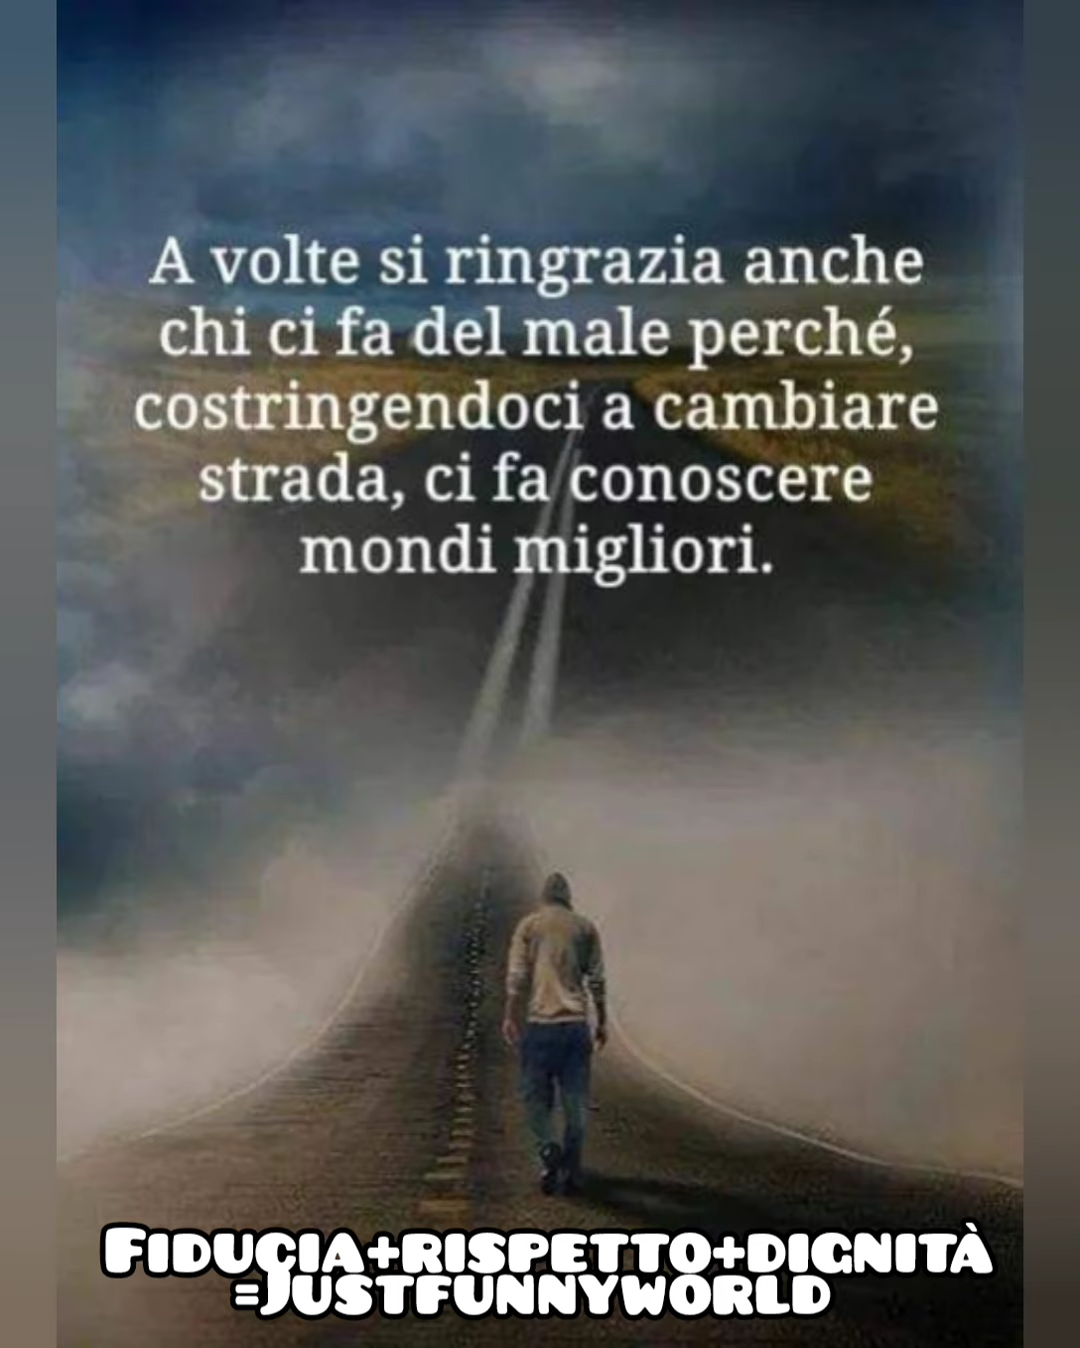 A volte si ringrazia anche
chi ci fa del male perché,
costringendoci a cambiare
strada, ci fa conoscere
mondi migliori.
Fiducia+rispetto+dignità
=Justfunnyworld